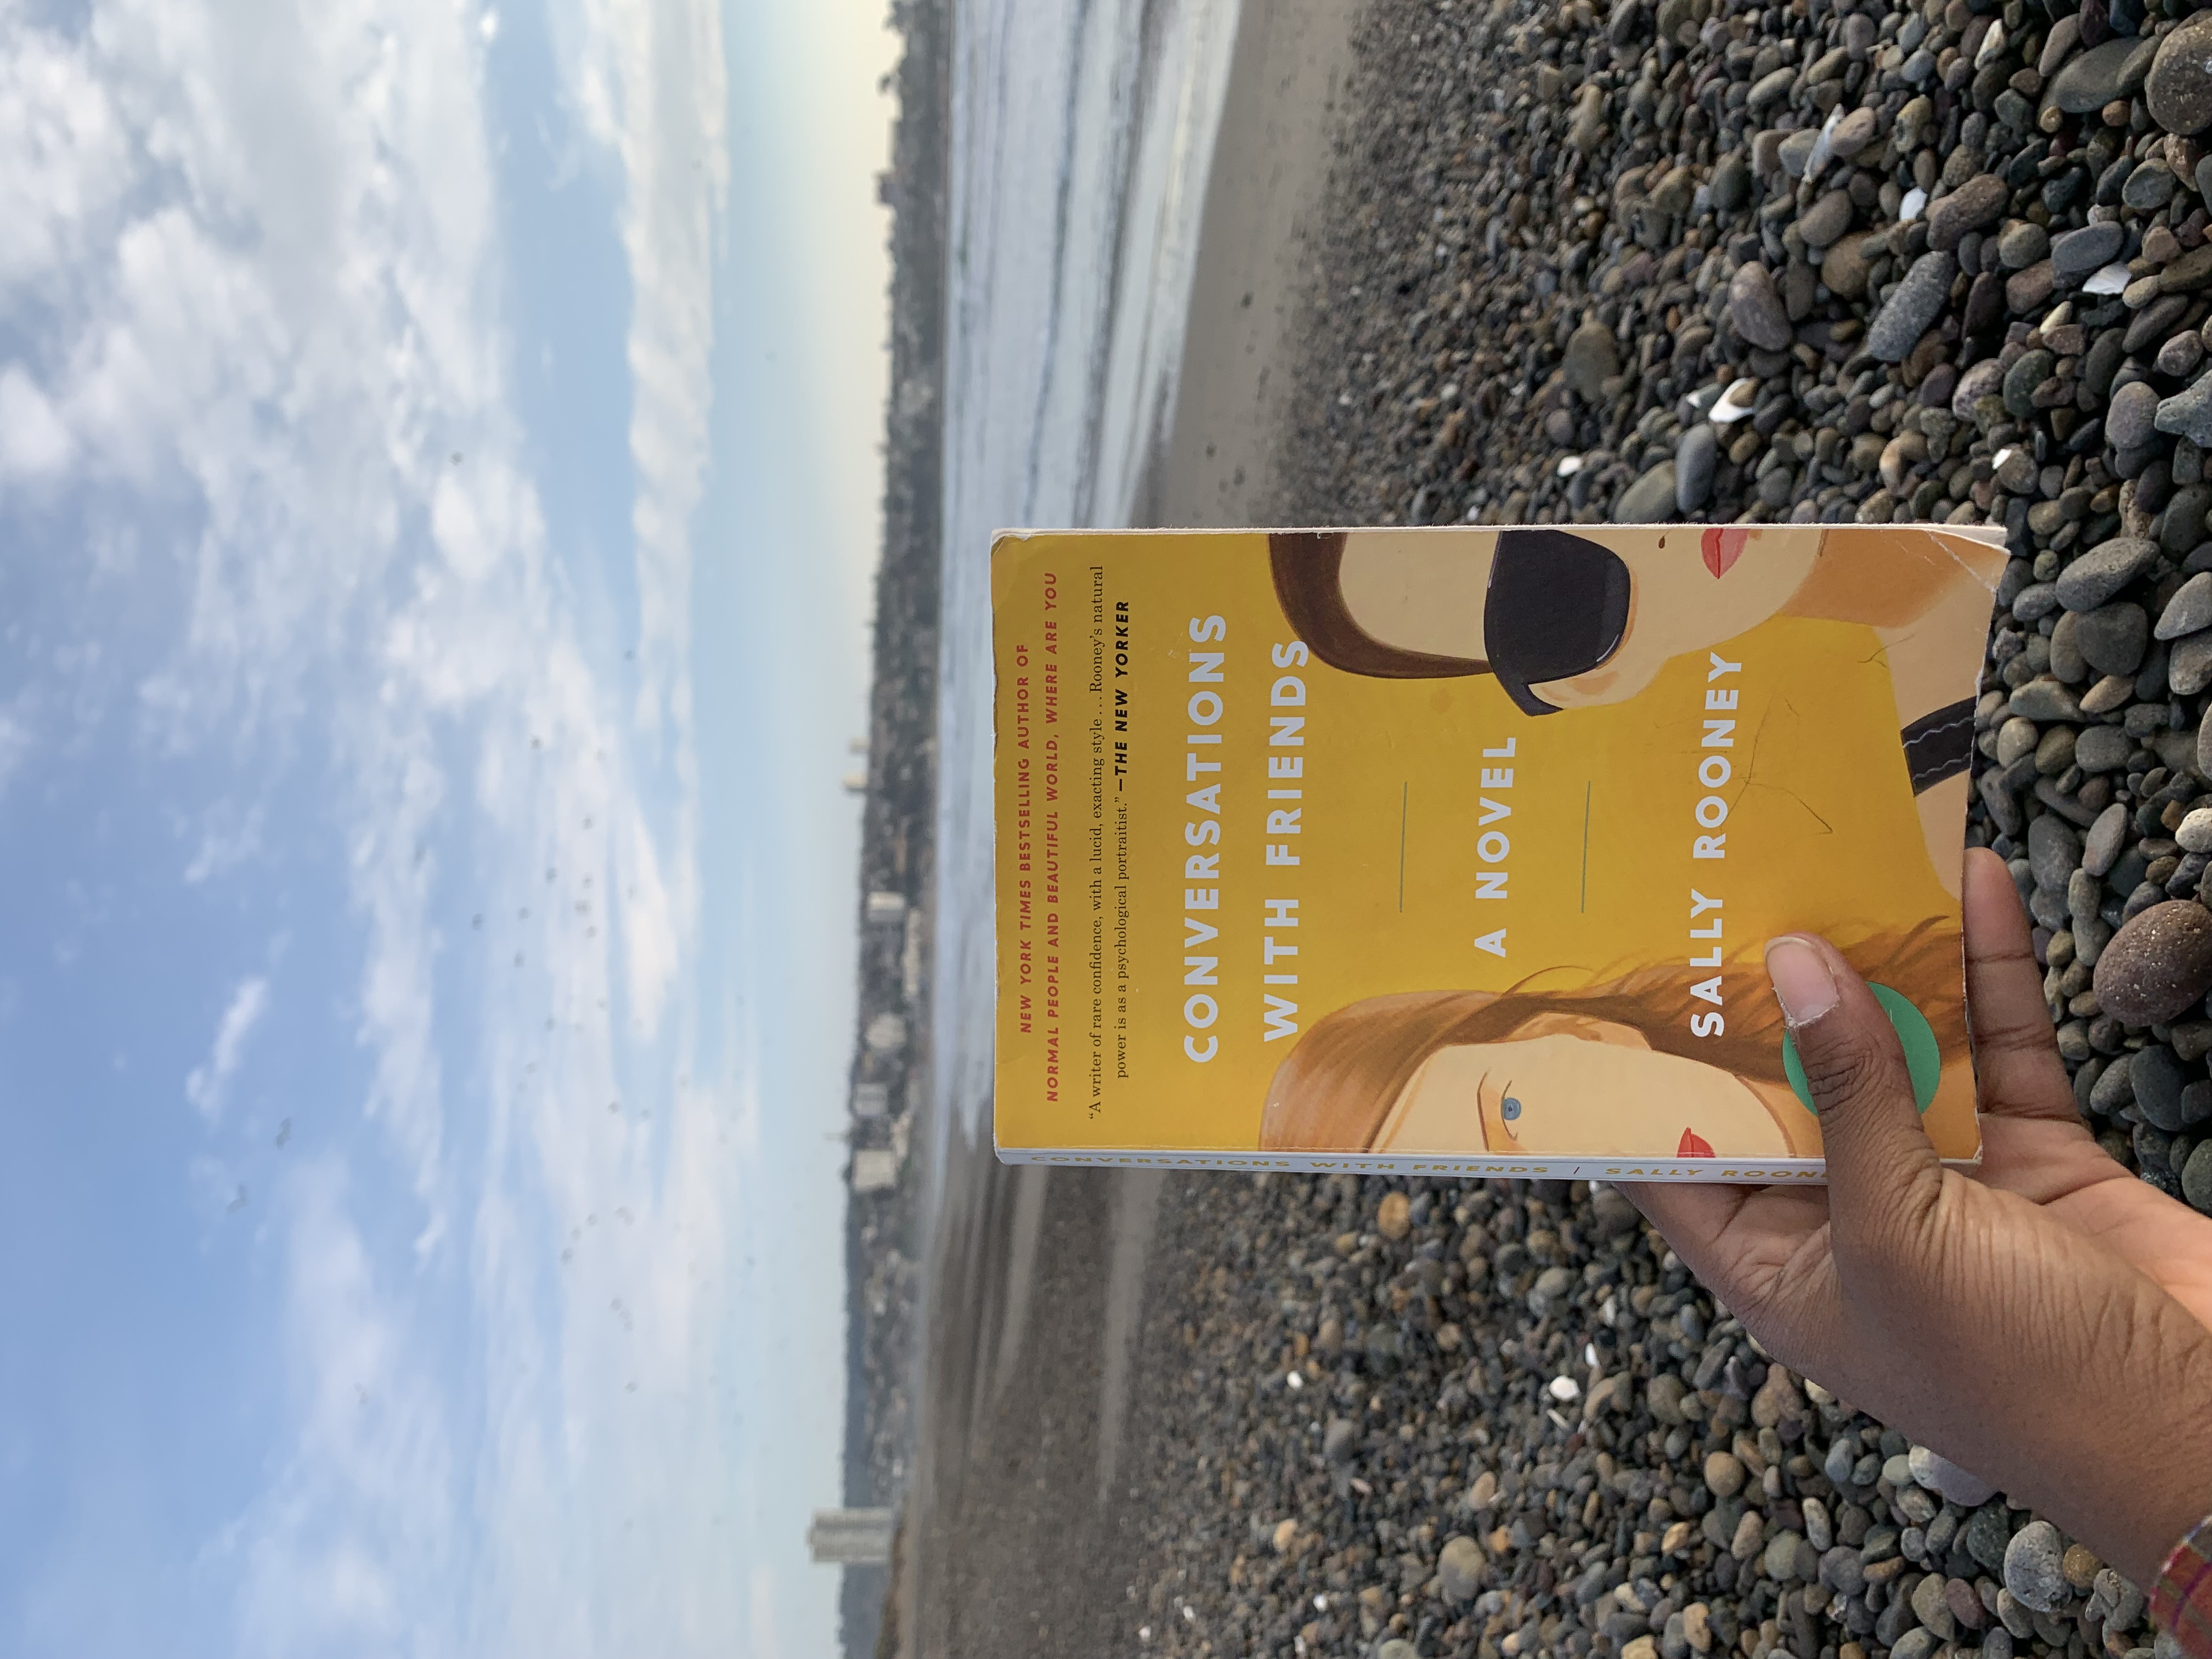 NEW YORK TIMES BESTSELLING AUTHOR OF
NORMAL PEOPLE AND BEAUTIFUL WORLD, WHERE ARE YOU
“A writer of rare confidence, with a lucid, exacting style . . . Rooney’s natural
power is as a psychological portraitist.” —THE NEW YORKER
CONVERSATIONS
WITH FRIENDS
A NOVEL
SALLY ROONEY
CONVERSATIONS WITH FRIENDS / SALLY ROON